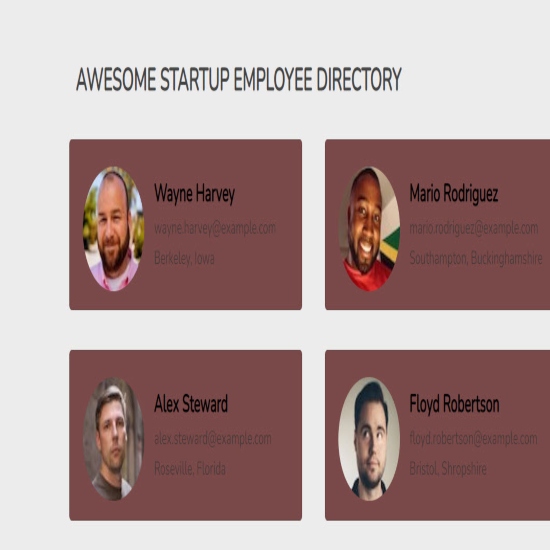 AWESOME STARTUP EMPLOYEE DIRECTORY
Wayne Harvey
wayne.harvey@example.com
Berkeley, Iowa
Mario Rodriguez
mario.rodriguez@example.com
Southampton, Buckinghamshire
Alex Steward
alex.steward@example.com
Roseville, Florida
Floyd Robertson
floyd.robertson@example.com
Bristol, Shropshire